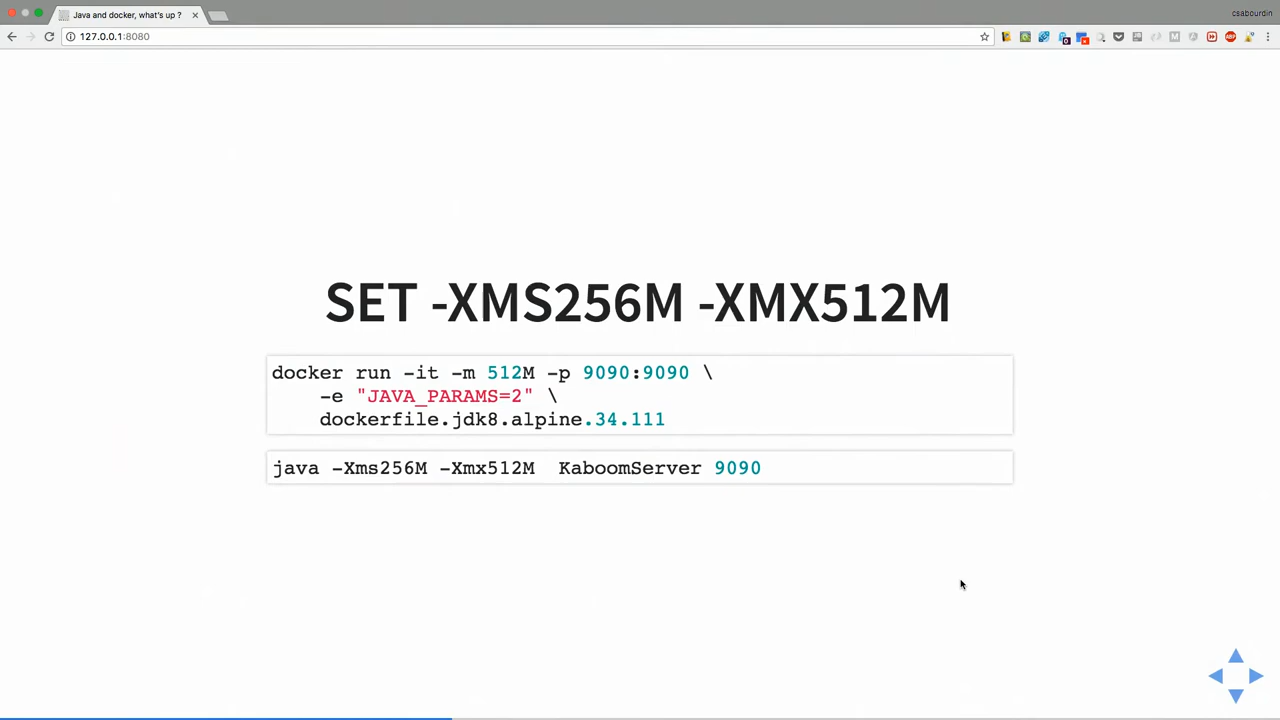 Java and docker, what's up ?
csabourdin
127.0.0.1:8080
SET -XMS256M -XMX512M
docker run -it -m 512M -p 9090:9090 \
-e "JAVA_PARAMS=2" \
dockerfile.jdk8.alpine.34.111
java -Xms256M -Xmx512M KaboomServer 9090